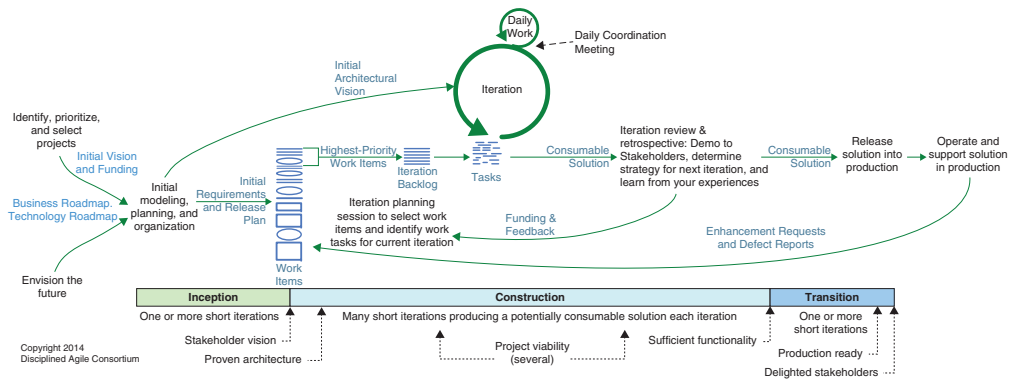 Daily
Work
Daily Coordination
Meeting
Initial
Architectural
Vision
Iteration
Identify, prioritize,
and select
projects
Initial Vision
and Funding
Business Roadmap.
Technology Roadmap
Initial
modeling,
planning, and
organization
Envision the
future
Initial
Requirements
and Release
Plan
Work
Items
Highest-Priority
Work Items
Iteration
Backlog
Tasks
Iteration planning
session to select work
items and identify work
tasks for current iteration
Consumable
Solution
Iteration review &
retrospective: Demo to
Stakeholders, determine
strategy for next iteration, and
learn from your experiences
Funding &
Feedback
Consumable
Solution
Release
solution into
production
Operate and
support solution
in production
Enhancement Requests
and Defect Reports
Inception
Construction
Transition
One or more short iterations
Many short iterations producing a potentially consumable solution each iteration
One or more
short iterations
Stakeholder vision
Proven architecture
Project viability
(several)
Sufficient functionality
Production ready
Delighted stakeholders
Copyright 2014
Disciplined Agile Consortium